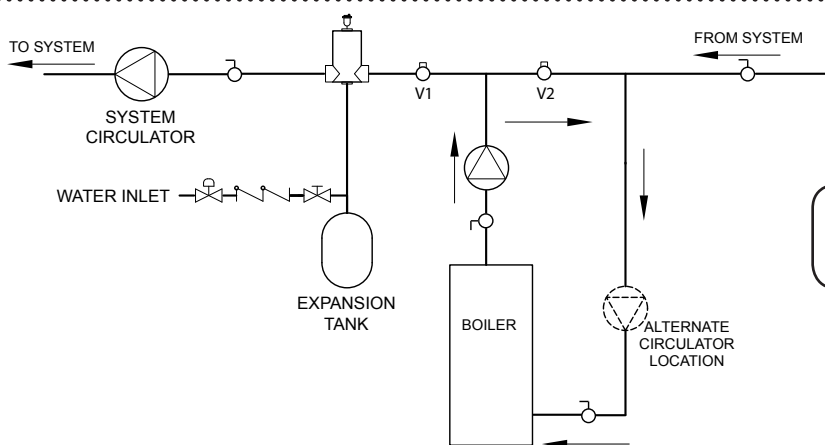 TO SYSTEM
FROM SYSTEM
V1
V2
SYSTEM
CIRCULATOR
WATER INLET
EXPANSION
TANK
BOILER
ALTERNATE
CIRCULATOR
LOCATION